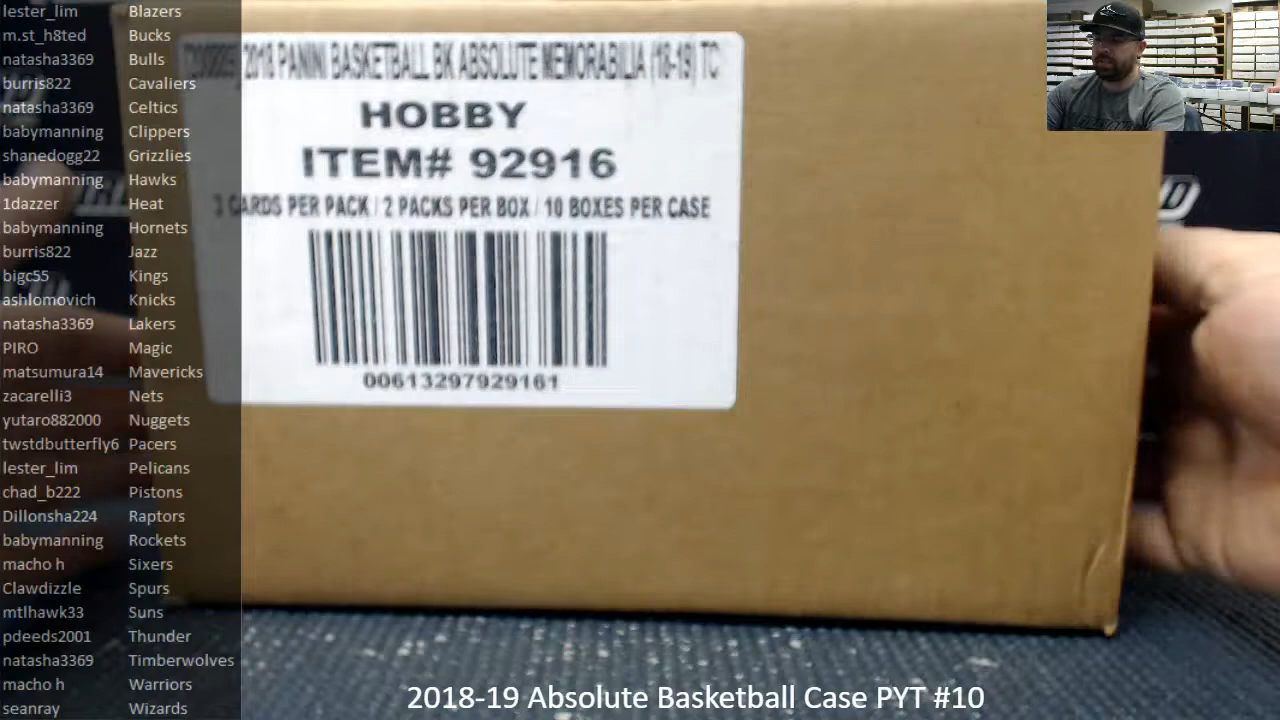 lester_lim Blazers
m.st_h8ted Bucks
natasha3369 Bulls
burris822 Cavaliers
natasha3369 Celtics
babymanning Clippers
shanedogg22 Grizzlies
babymanning Hawks
1dazzer Heat
babymanning Hornets
burris822 Jazz
bigc55 Kings
ashlomovich Knicks
natasha3369 Lakers
PIRO Magic
matsumura14 Mavericks
zacarelli3 Nets
yutaro882000 Nuggets
twstdbutterfly6 Pacers
lester_lim Pelicans
chad_b222 Pistons
Dillonsha224 Raptors
babymanning Rockets
macho h Sixers
Clawdizzle Spurs
mtlhawk33 Suns
pdeeds2001 Thunder
natasha3369 Timberwolves
macho h Warriors
seanray Wizards
2018 PANINI BASKETBALL BK ABSOLUTE MEMORABILIA (18-19) TC
HOBBY
ITEM# 92916
3 CARDS PER PACK / 2 PACKS PER BOX / 10 BOXES PER CASE
00613297929161
2018-19 Absolute Basketball Case PYT #10